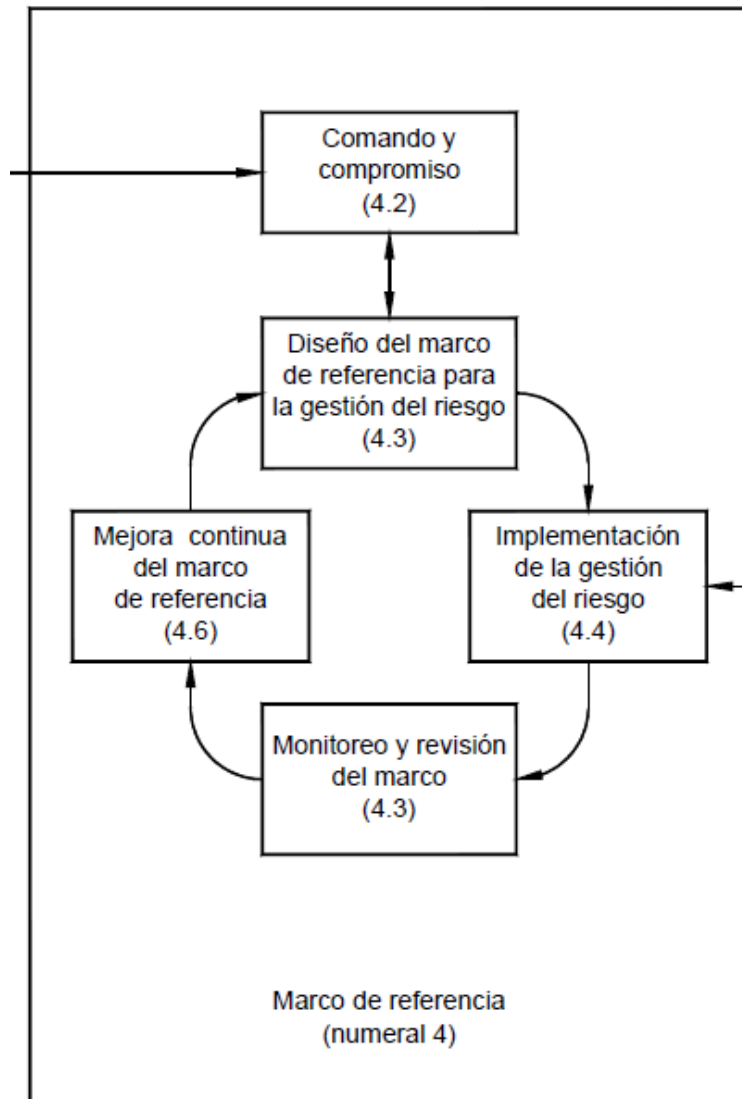 Comando y
compromiso
(4.2)
Diseño del marco
de referencia para
la gestión del riesgo
(4.3)
Mejora continua
del marco
de referencia
(4.6)
Implementación
de la gestión
del riesgo
(4.4)
Monitoreo y revisión
del marco
(4.3)
Marco de referencia
(numeral 4)